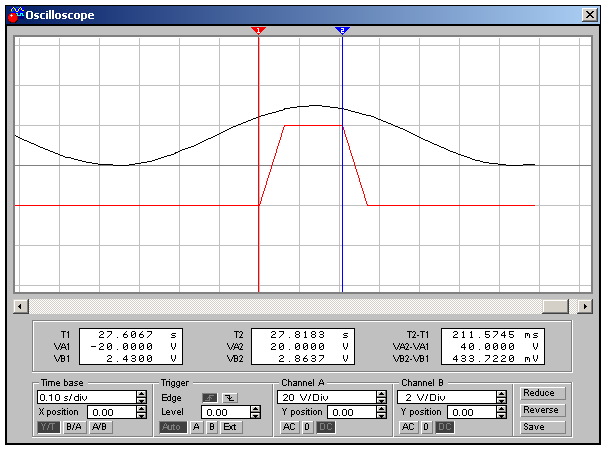 Oscilloscope
1 2
T1 27.6067 s T2 27.8183 s T2-T1 211.5745 ms
VA1 -20.0000 V VA2 20.0000 V VA2-VA1 40.0000 V
VB1 2.4300 V VB2 2.8637 V VB2-VB1 433.7220 mV
Time base Trigger Channel A Channel B
0.10 s/div Edge 20 V/Div 2 V/Div Reduce
X position 0.00 Level 0.00 Y position 0.00 Y position 0.00 Reverse
Y/T B/A A/B Auto A B Ext AC 0 DC AC 0 DC Save